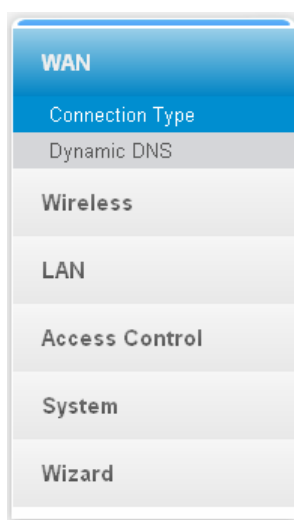 WAN
Connection Type
Dynamic DNS
Wireless
LAN
Access Control
System
Wizard